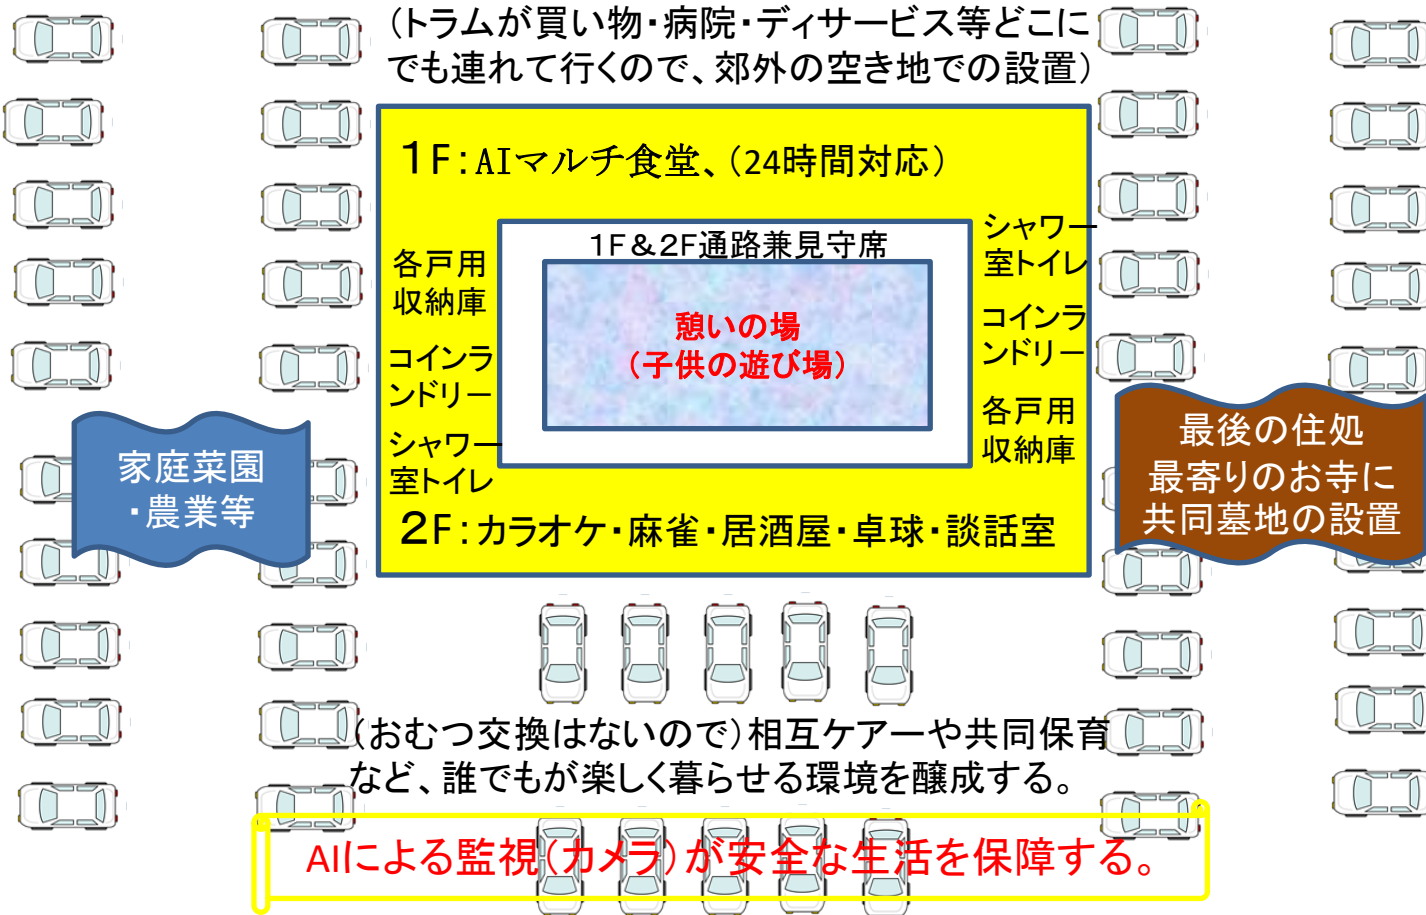 (トラムが買い物・病院・ディサービス等どこに
でも連れて行くので、郊外の空き地での設置)
1F:AIマルチ食堂、(24時間対応)
1F&2F通路兼見守席
憩いの場
(子供の遊び場)
各戸用
収納庫
コインラ
ンドリー
シャワー
室トイレ
シャワー
室トイレ
コインラ
ンドリー
各戸用
収納庫
2F:カラオケ・麻雀・居酒屋・卓球・談話室
家庭菜園
・農業等
最後の住処
最寄りのお寺に
共同墓地の設置
(おむつ交換はないので)相互ケアーや共同保育
など、誰でもが楽しく暮らせる環境を醸成する。
AIによる監視(カメラ)が安全な生活を保障する。